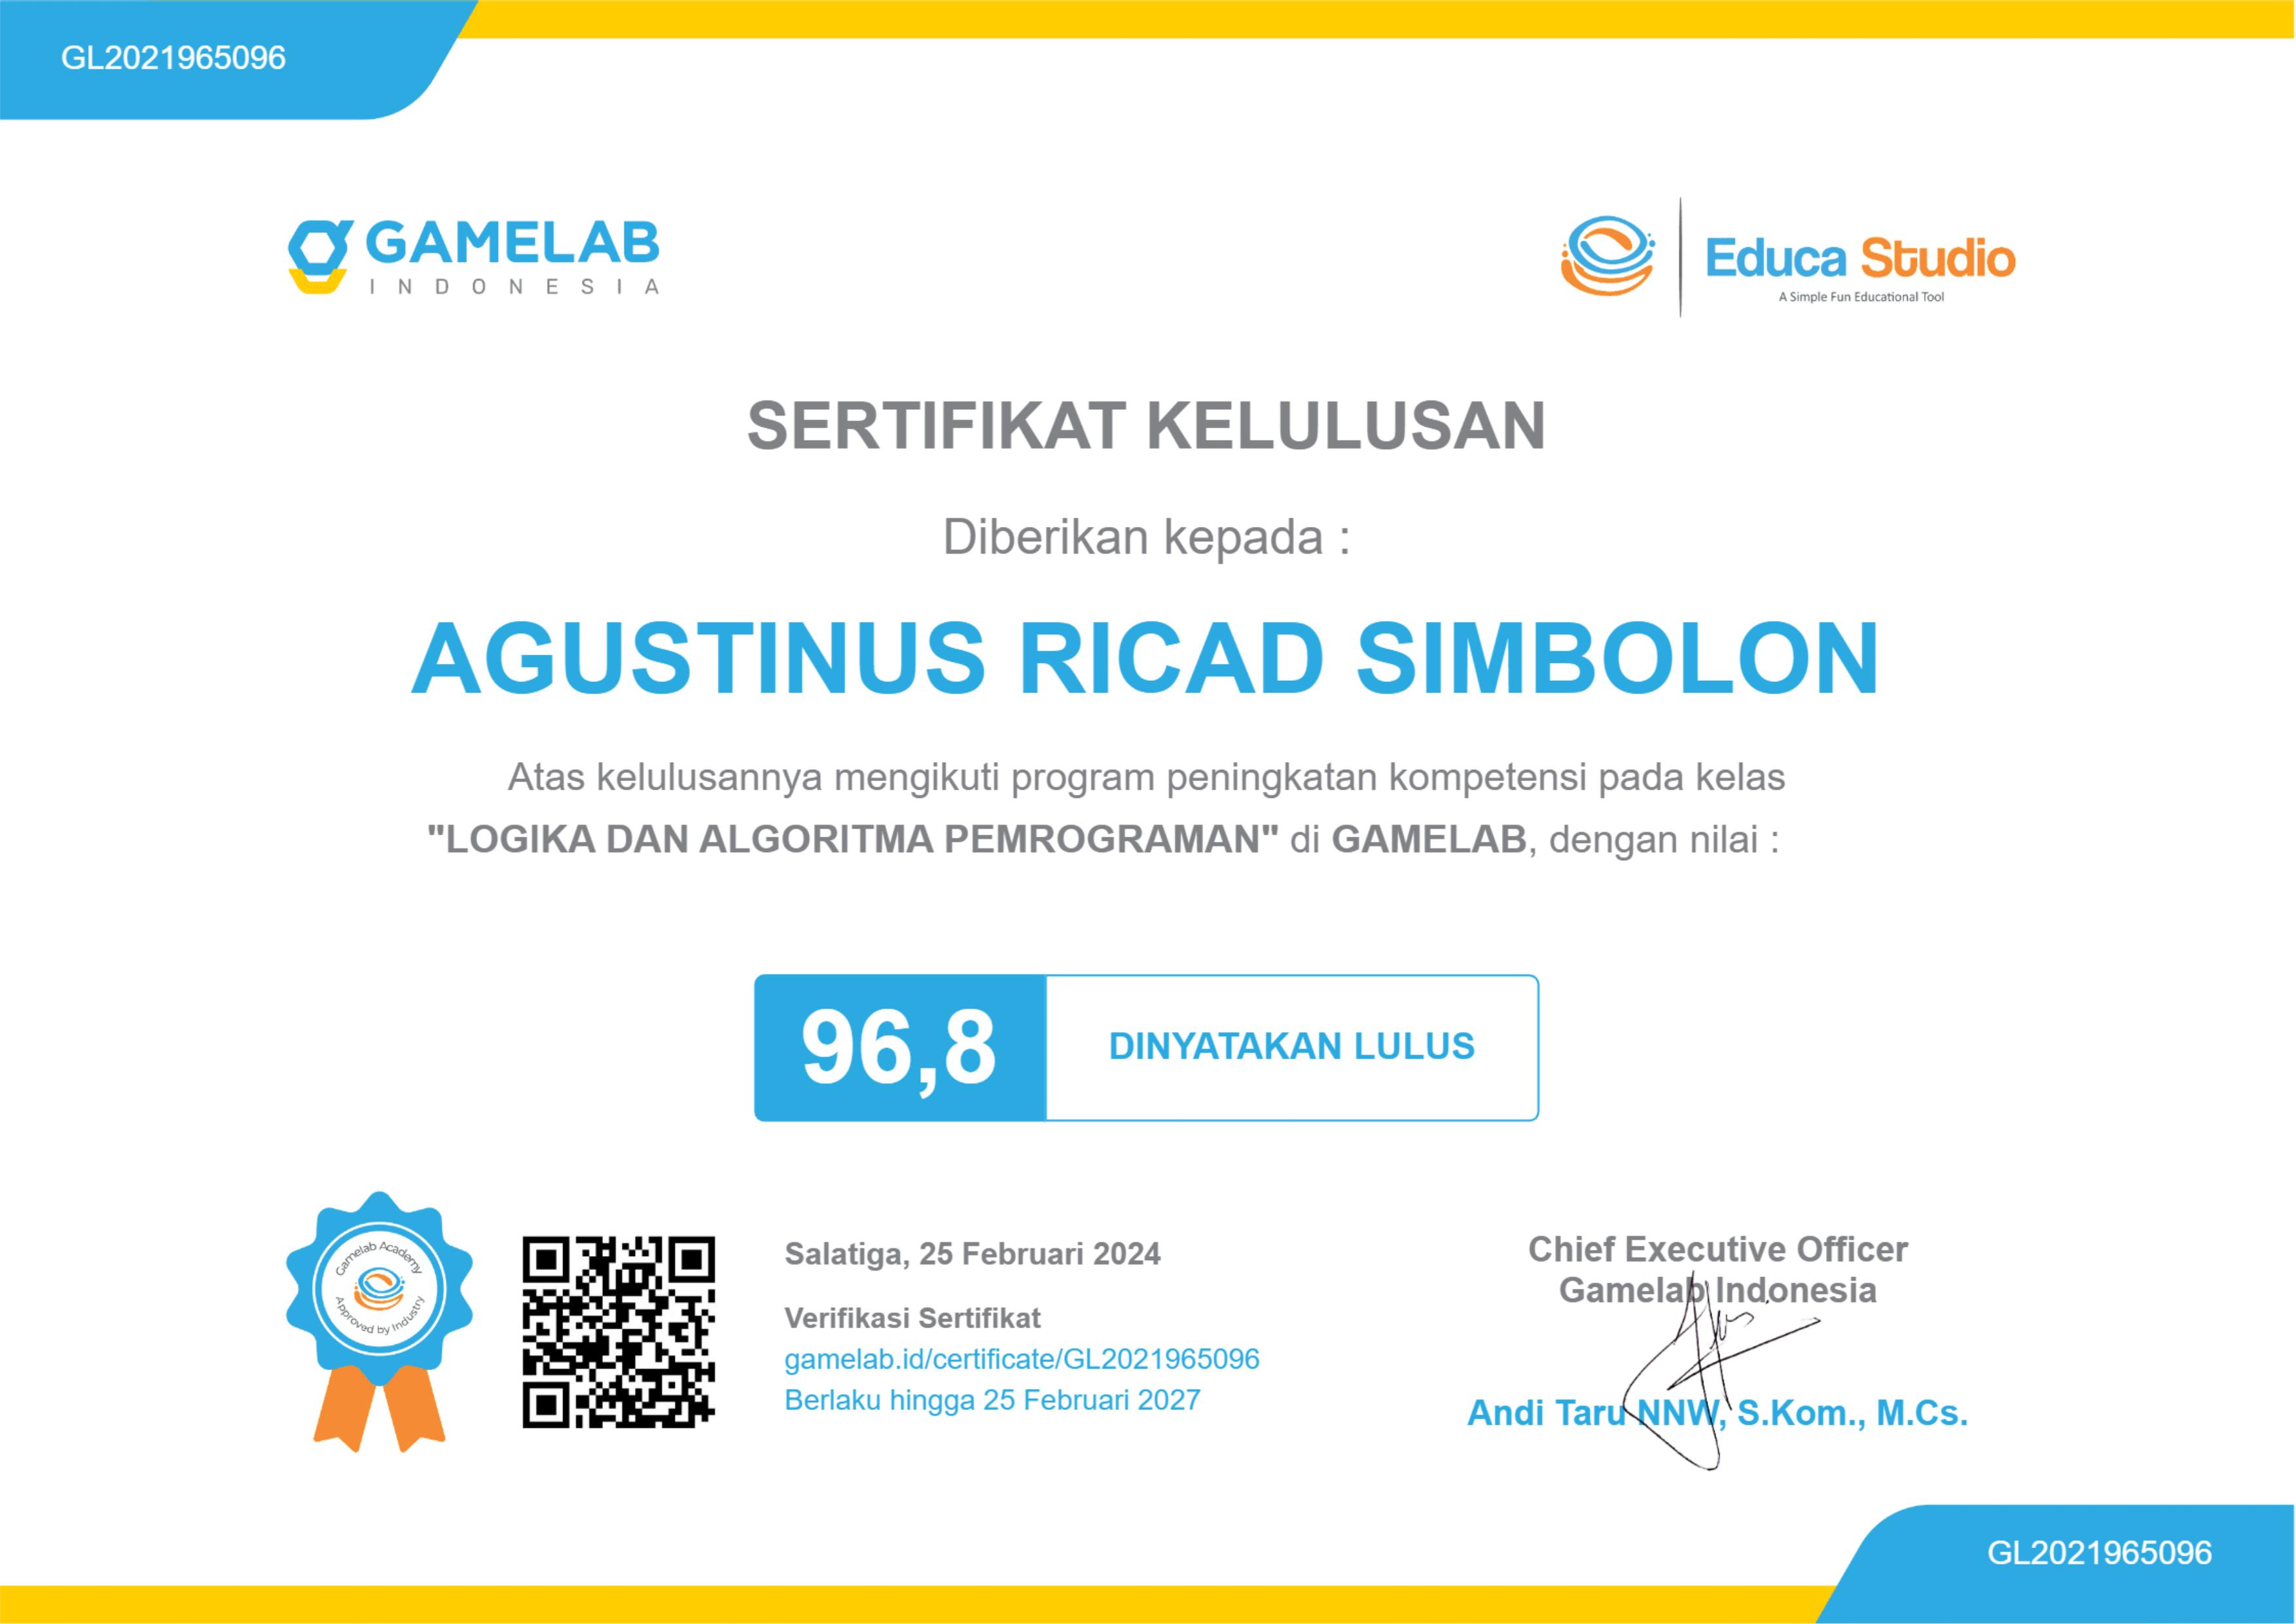 GL2021965096
GAMELAB
INDONESIA
Educa Studio
A Simple Fun Educational Tool
SERTIFIKAT KELULUSAN
Diberikan kepada :
AGUSTINUS RICAD SIMBOLON
Atas kelulusannya mengikuti program peningkatan kompetensi pada kelas
"LOGIKA DAN ALGORITMA PEMROGRAMAN" di GAMELAB, dengan nilai :
96,8
DINYATAKAN LULUS
Gamelab Academy
Approved by Industry
Salatiga, 25 Februari 2024
Verifikasi Sertifikat
gamelab.id/certificate/GL2021965096
Berlaku hingga 25 Februari 2027
Chief Executive Officer
Gamelab Indonesia
Andi Taru NNW, S.Kom., M.Cs.
GL2021965096